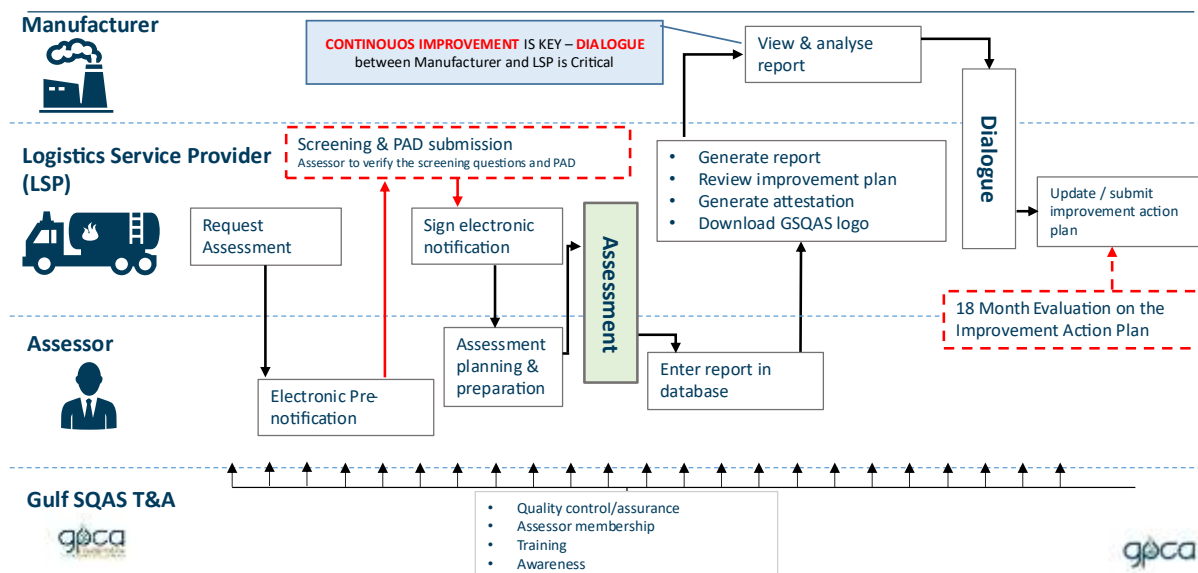 Manufacturer
CONTINUOUS IMPROVEMENT IS KEY – DIALOGUE
between Manufacturer and LSP is Critical
View & analyse
report
Dialogue
Logistics Service Provider
(LSP)
Screening & PAD submission
Assessor to verify the screening questions and PAD
• Generate report
• Review improvement plan
• Generate attestation
• Download GSQAS logo
Request
Assessment
Sign electronic
notification
Assessment
Update / submit
improvement action
plan
18 Month Evaluation on the
Improvement Action Plan
Assessor
Assessment
planning &
preparation
Enter report in
database
Electronic Pre-
notification
Gulf SQAS T&A
• Quality control/assurance
• Assessor membership
• Training
• Awareness
gpca
gpca